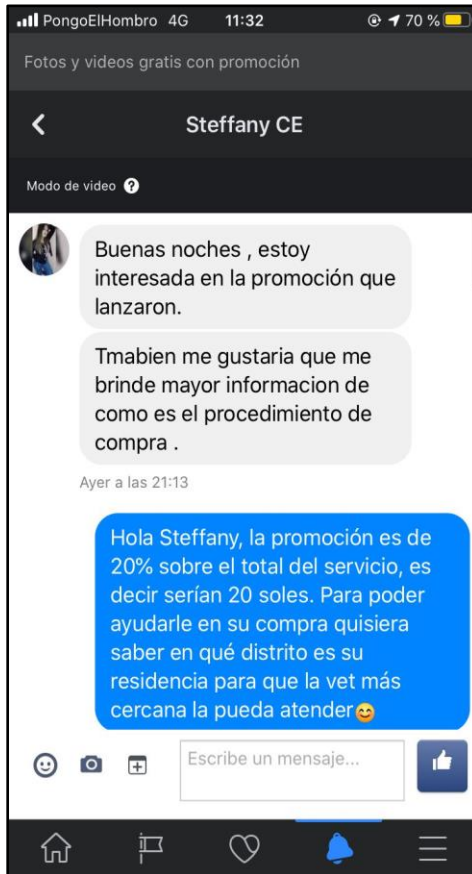 PongoElHombro 4G 11:32 70 %
Fotos y videos gratis con promoción
Steffany CE
Modo de video ?
Buenas noches , estoy
interesada en la promoción que
lanzaron.
Tmabien me gustaria que me
brinde mayor informacion de
como es el procedimiento de
compra .
Ayer a las 21:13
Hola Steffany, la promoción es de
20% sobre el total del servicio, es
decir serían 20 soles. Para poder
ayudarle en su compra quisiera
saber en qué distrito es su
residencia para que la vet más
cercana la pueda atender😊
Escribe un mensaje...